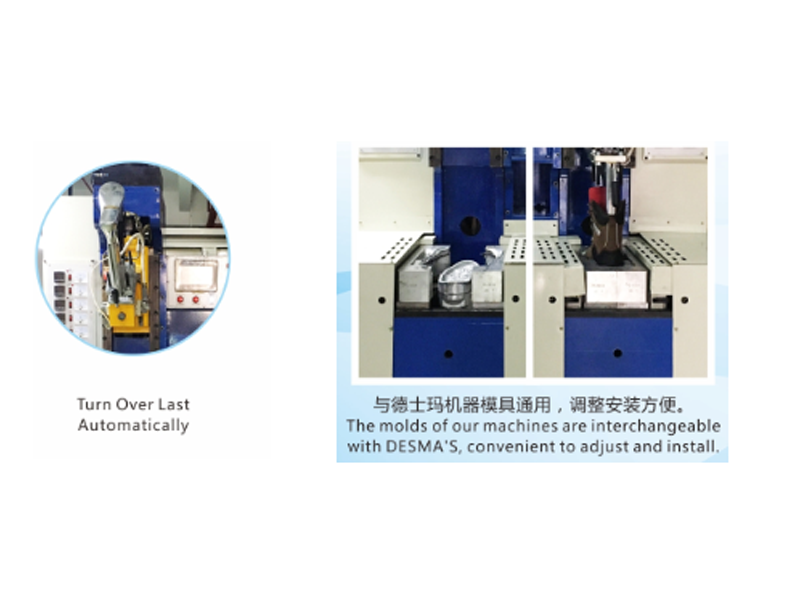 Turn Over Last
Automatically
与德士玛机器模具通用，调整安装方便。
The molds of our machines are interchangeable
with DESMA'S, convenient to adjust and install.